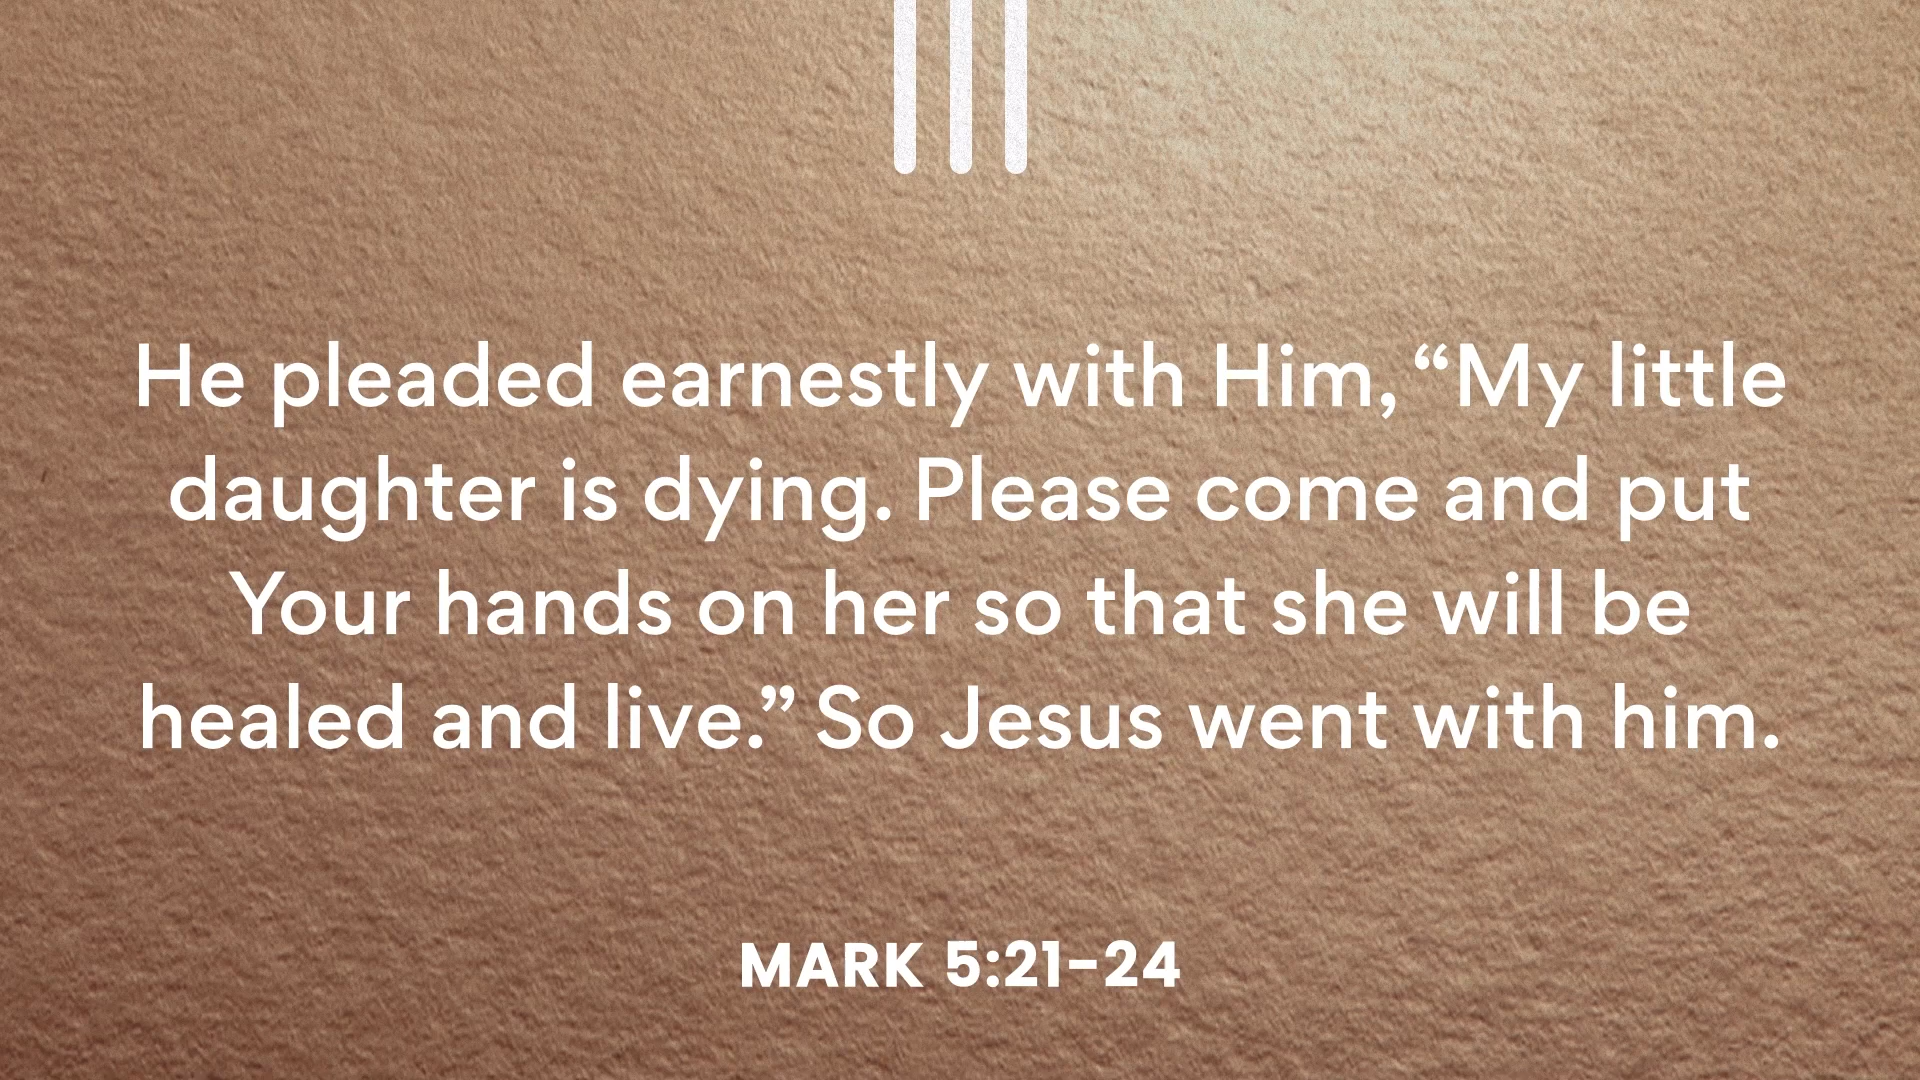 He pleaded earnestly with Him, “My little
daughter is dying. Please come and put
Your hands on her so that she will be
healed and live.” So Jesus went with him.
MARK 5:21-24